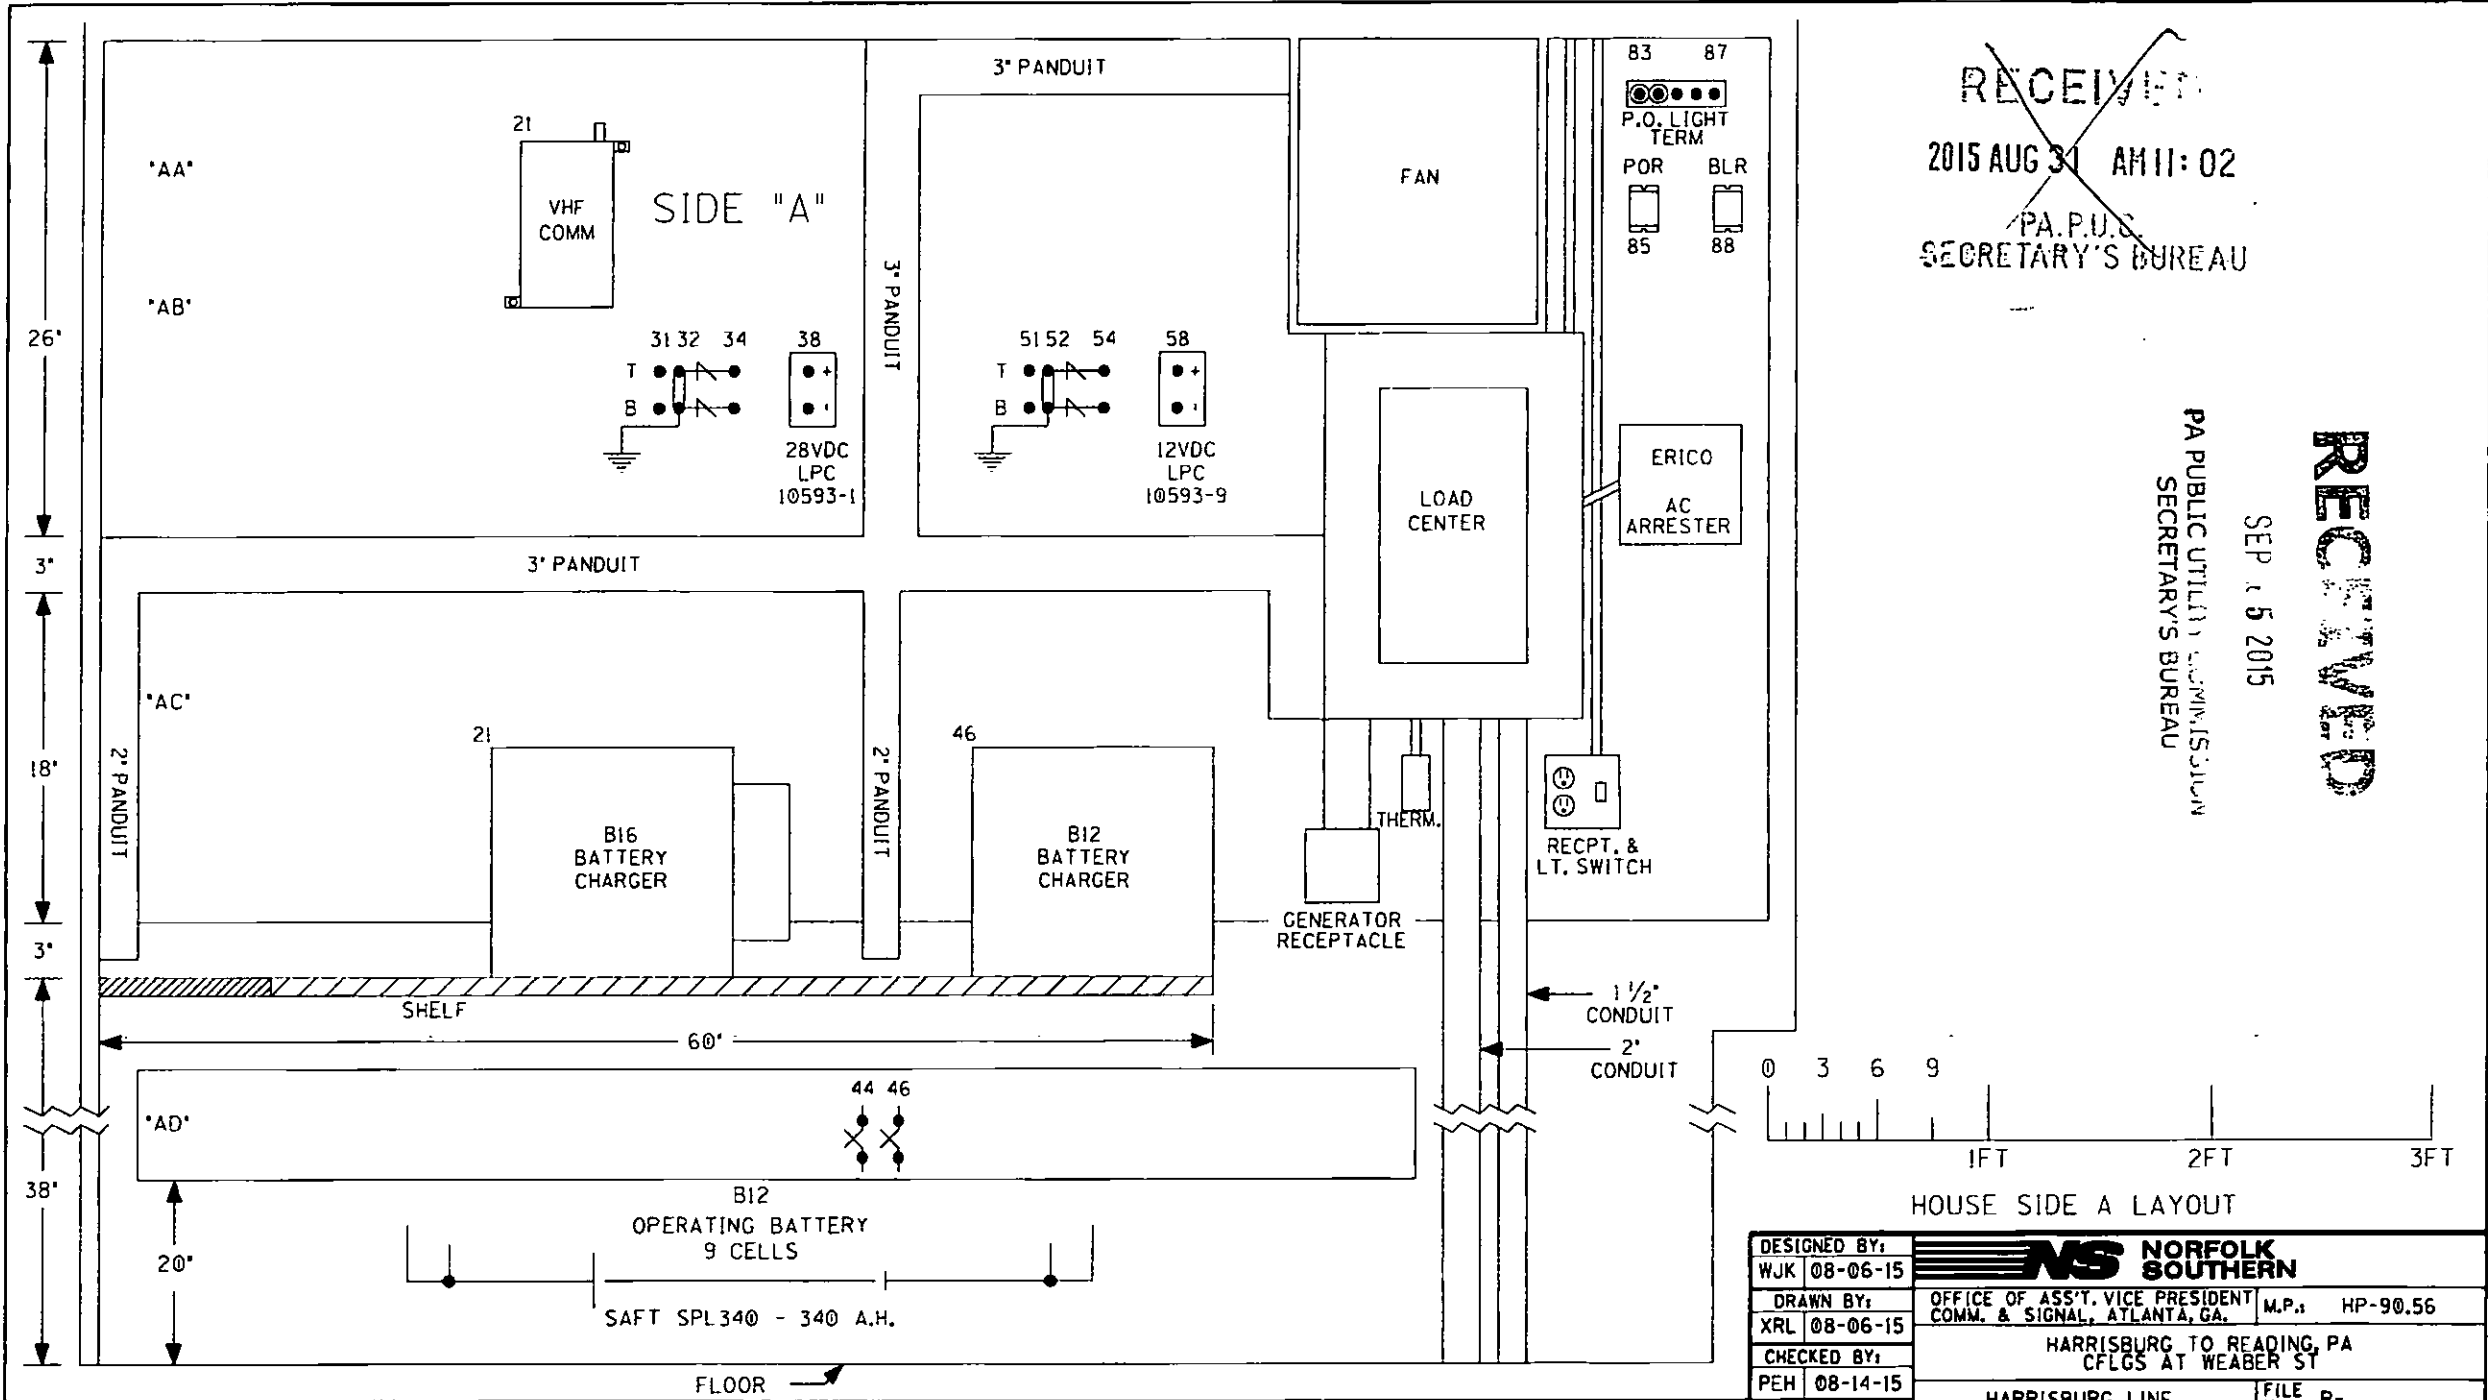 3" PANDUIT
83 87
P.O. LIGHT
TERM
POR BLR
85 88
21
"AA"
VHF
COMM
SIDE "A"
FAN
"AB"
26"
3" PANDUIT
31 32 34 38
T
B
+
-
28VDC
LPC
10593-1
51 52 54 58
T
B
+
-
12VDC
LPC
10593-9
LOAD
CENTER
ERICO
AC
ARRESTER
3"
3" PANDUIT
"AC"
18"
2" PANDUIT
21
B16
BATTERY
CHARGER
2" PANDUIT
46
B12
BATTERY
CHARGER
THERM.
RECPT. &
LT. SWITCH
GENERATOR
RECEPTACLE
3"
SHELF
60"
1 1/2"
CONDUIT
2"
CONDUIT
44 46
"AD"
38"
B12
OPERATING BATTERY
9 CELLS
20"
SAFT SPL340 - 340 A.H.
FLOOR
2015 AUG 31 AM 11: 02
PA.P.U.C.
SECRETARY'S BUREAU
RECEIVED
SEP 5 2015
PA PUBLIC UTILITY COMMISSION
SECRETARY'S BUREAU
0 3 6 9
1FT 2FT 3FT
HOUSE SIDE A LAYOUT
DESIGNED BY:
WJK 08-06-15
DRAWN BY:
XRL 08-06-15
CHECKED BY:
PEH 08-14-15
NS NORFOLK
SOUTHERN
OFFICE OF ASS'T. VICE PRESIDENT
COMM. & SIGNAL, ATLANTA, GA.
M.P.: HP-90.56
HARRISBURG TO READING, PA
CFLGS AT WEABER ST
HARRISBURG LINE
FILE